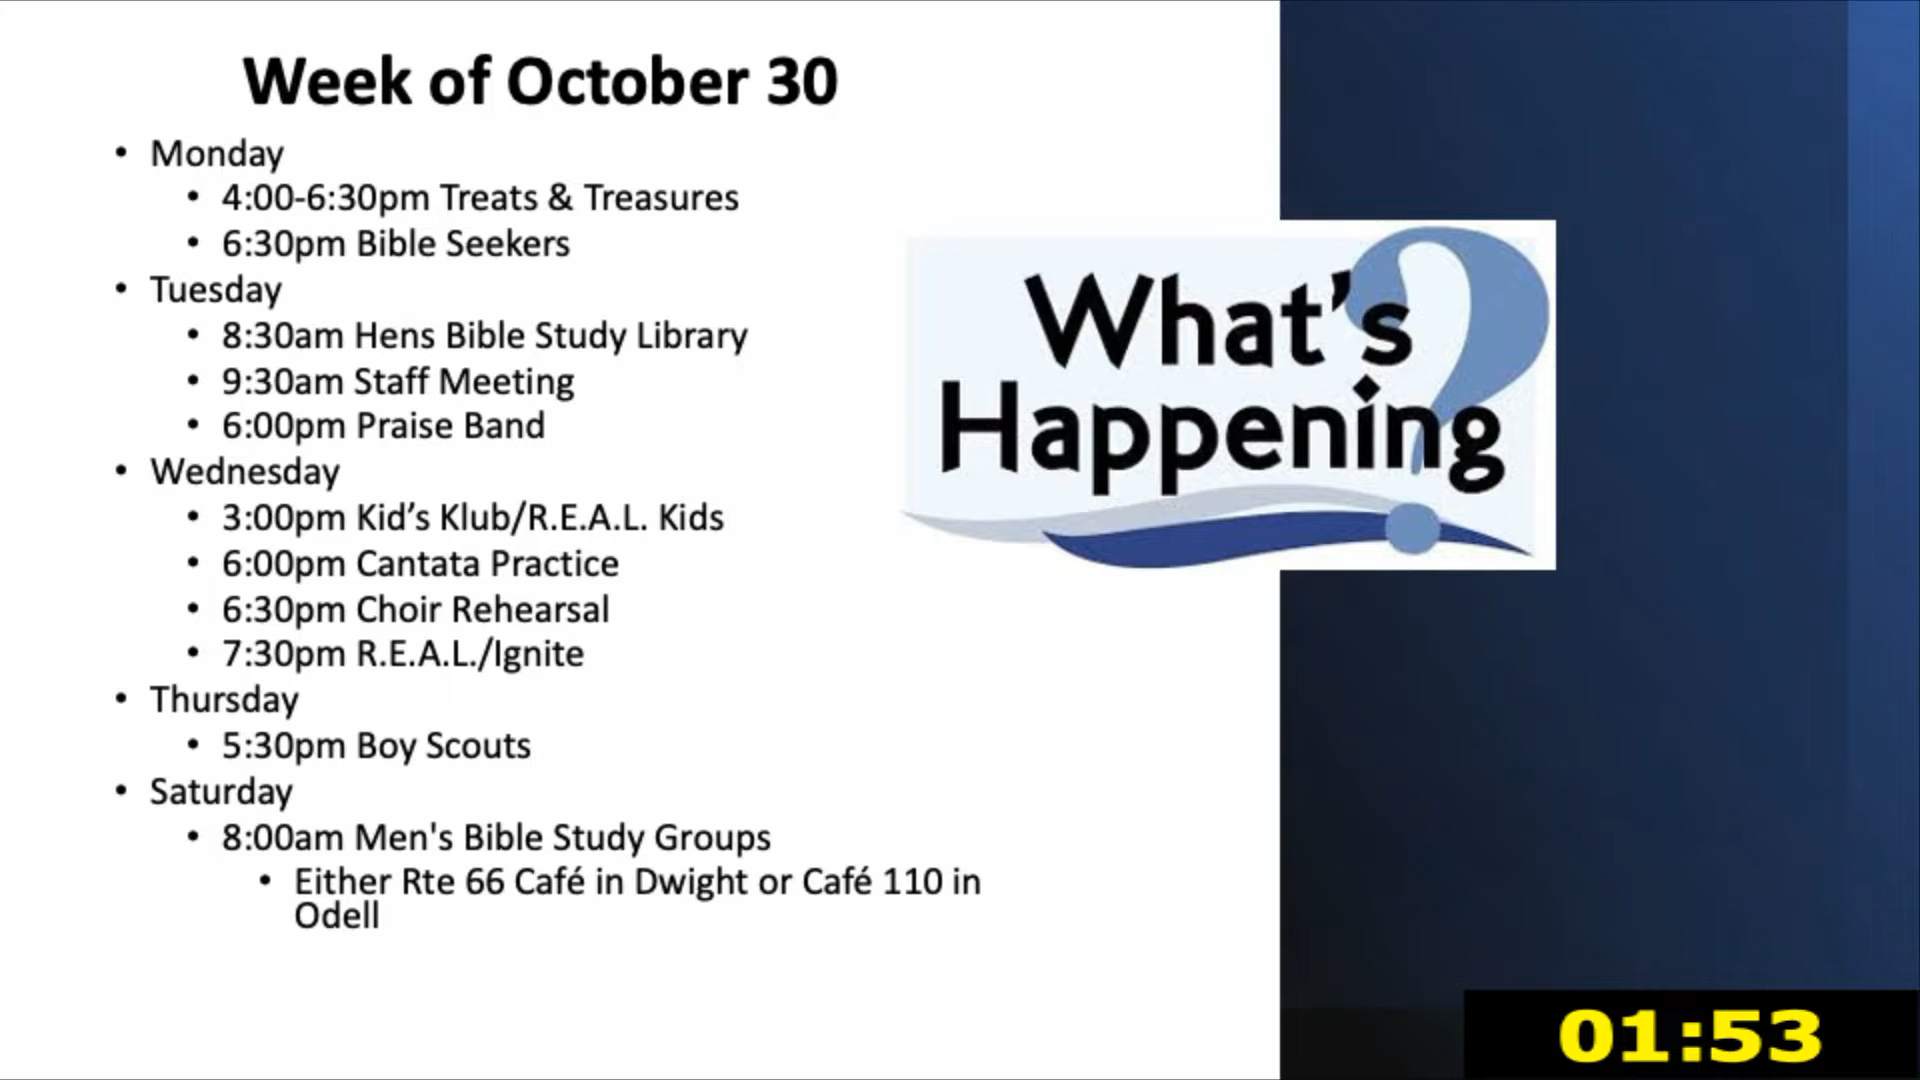 Week of October 30
• Monday
• 4:00-6:30pm Treats & Treasures
• 6:30pm Bible Seekers
• Tuesday
• 8:30am Hens Bible Study Library
• 9:30am Staff Meeting
• 6:00pm Praise Band
• Wednesday
• 3:00pm Kid’s Klub/R.E.A.L. Kids
• 6:00pm Cantata Practice
• 6:30pm Choir Rehearsal
• 7:30pm R.E.A.L./Ignite
• Thursday
• 5:30pm Boy Scouts
• Saturday
• 8:00am Men's Bible Study Groups
• Either Rte 66 Café in Dwight or Café 110 in
Odell
What’s
Happening?
01:53